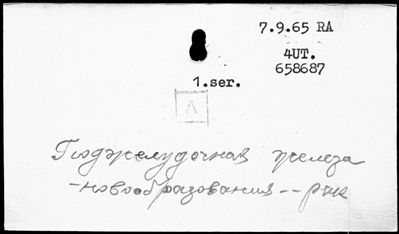 7.9.65 RA
4UT.
658687
1.ser.
A
Поджелудочная железа
-новообразования -- рак